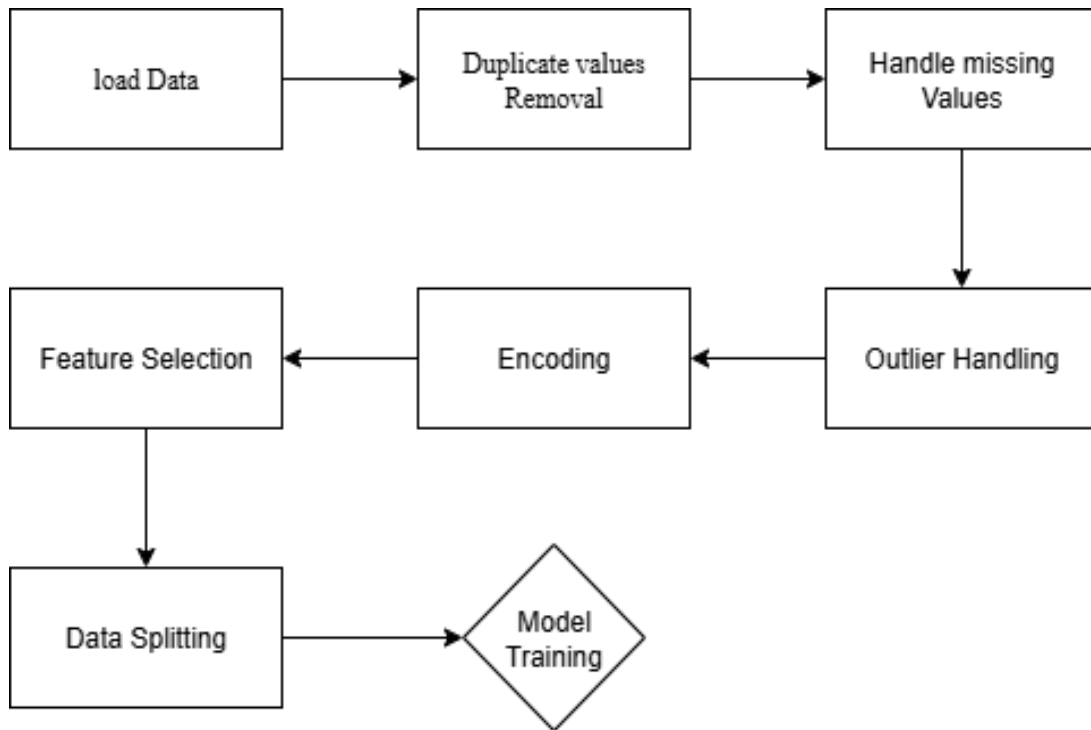 load Data
Duplicate values
Removal
Handle missing
Values
Outlier Handling
Encoding
Feature Selection
Data Splitting
Model
Training